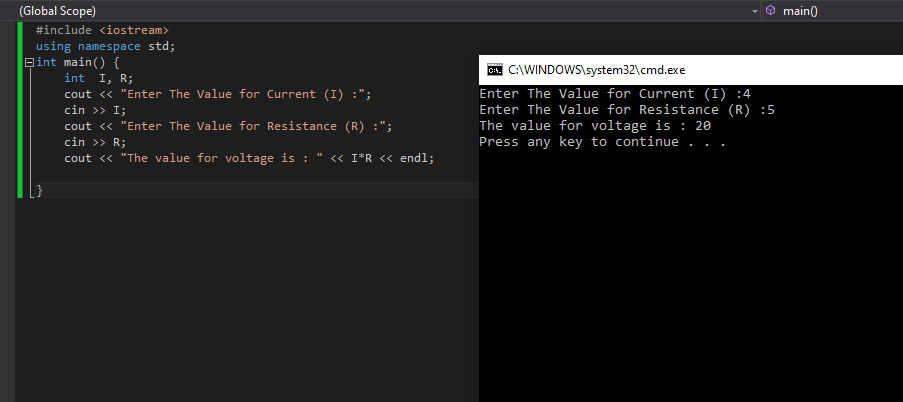 (Global Scope)
main()
#include <iostream>
using namespace std;
int main() {
int  I, R;
cout << "Enter The Value for Current (I) :";
cin >> I;
cout << "Enter The Value for Resistance (R) :";
cin >> R;
cout << "The value for voltage is : " << I*R << endl;
}
C:\. C:\WINDOWS\system32\cmd.exe
Enter The Value for Current (I) :4
Enter The Value for Resistance (R) :5
The value for voltage is : 20
Press any key to continue . . .